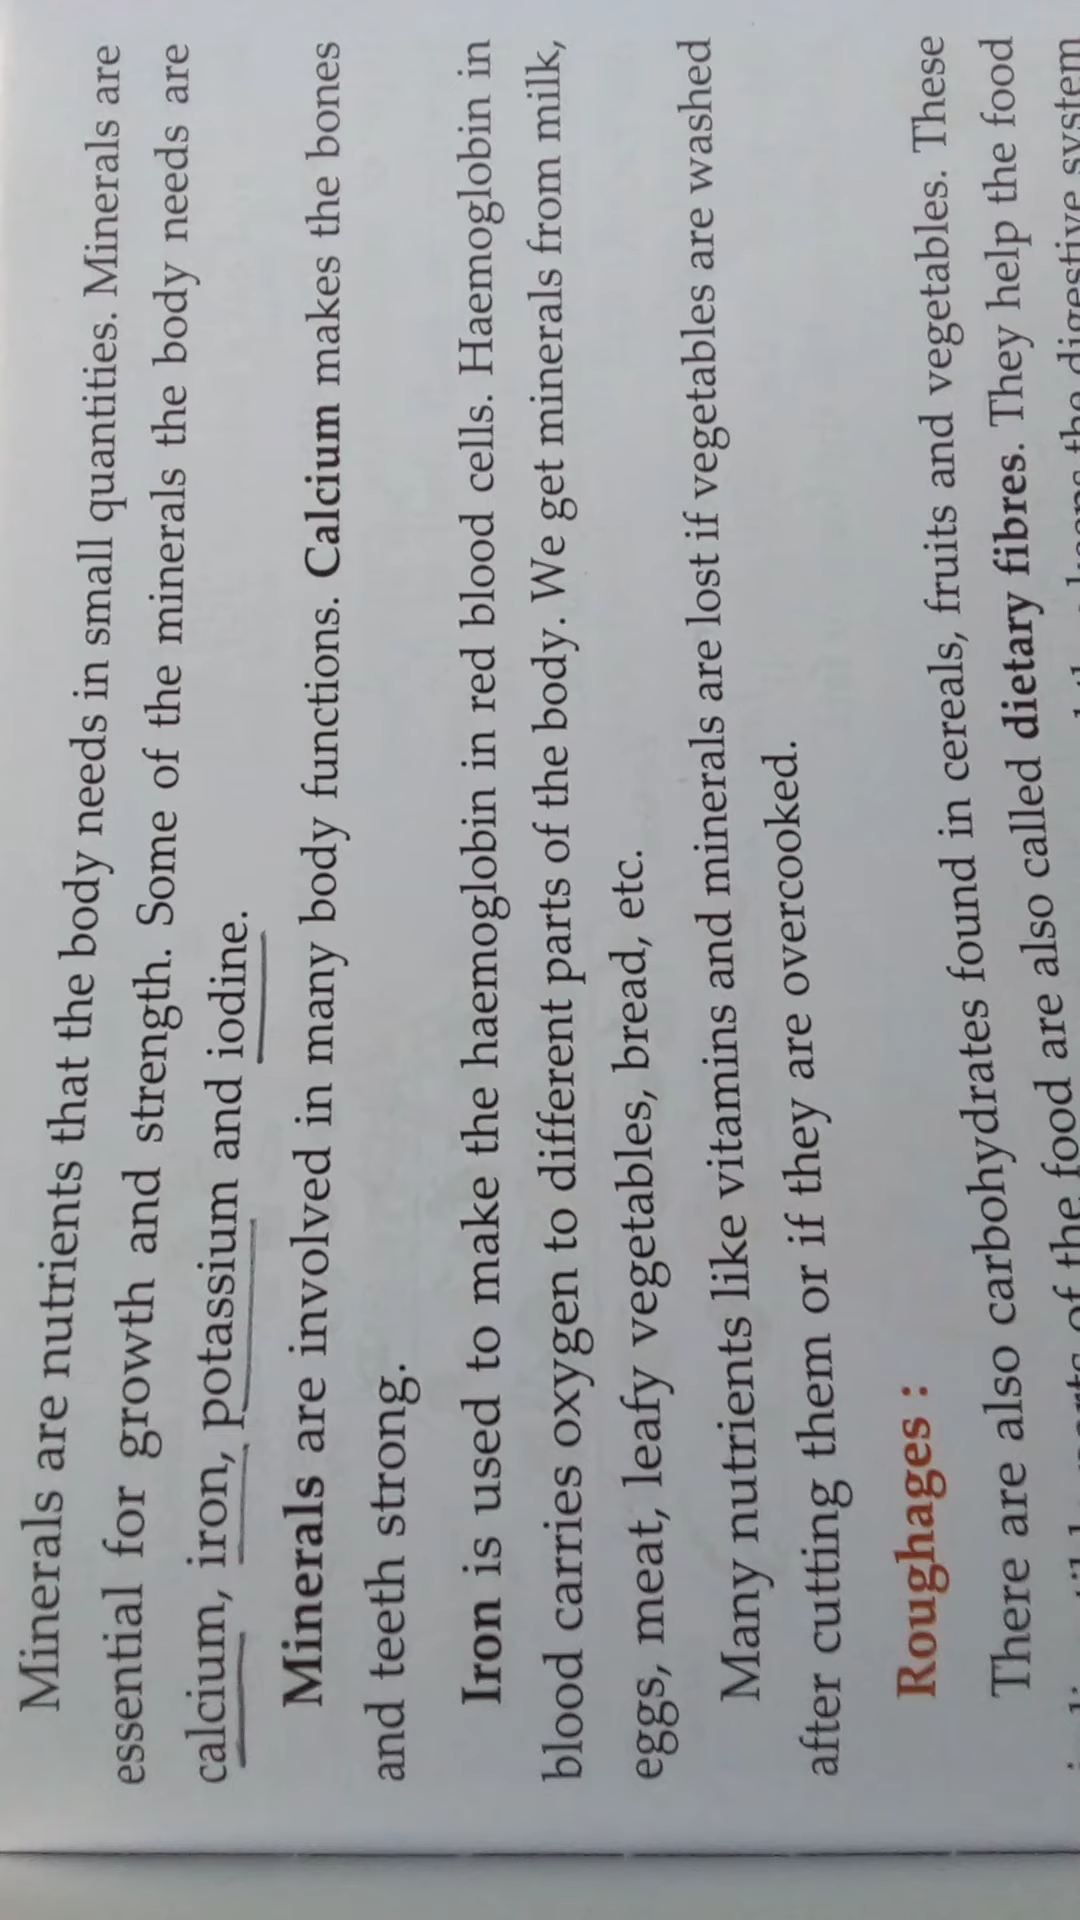 Minerals are nutrients that the body needs in small quantities. Minerals are
essential for growth and strength. Some of the minerals the body needs are
calcium, iron, potassium and iodine.
Minerals are involved in many body functions. Calcium makes the bones
and teeth strong.
Iron is used to make the haemoglobin in red blood cells. Haemoglobin in
blood carries oxygen to different parts of the body. We get minerals from milk,
eggs, meat, leafy vegetables, bread, etc.
Many nutrients like vitamins and minerals are lost if vegetables are washed
after cutting them or if they are overcooked.
Roughages :
There are also carbohydrates found in cereals, fruits and vegetables. These
parts of the food are also called dietary fibres. They help the food
keeps the digestive system